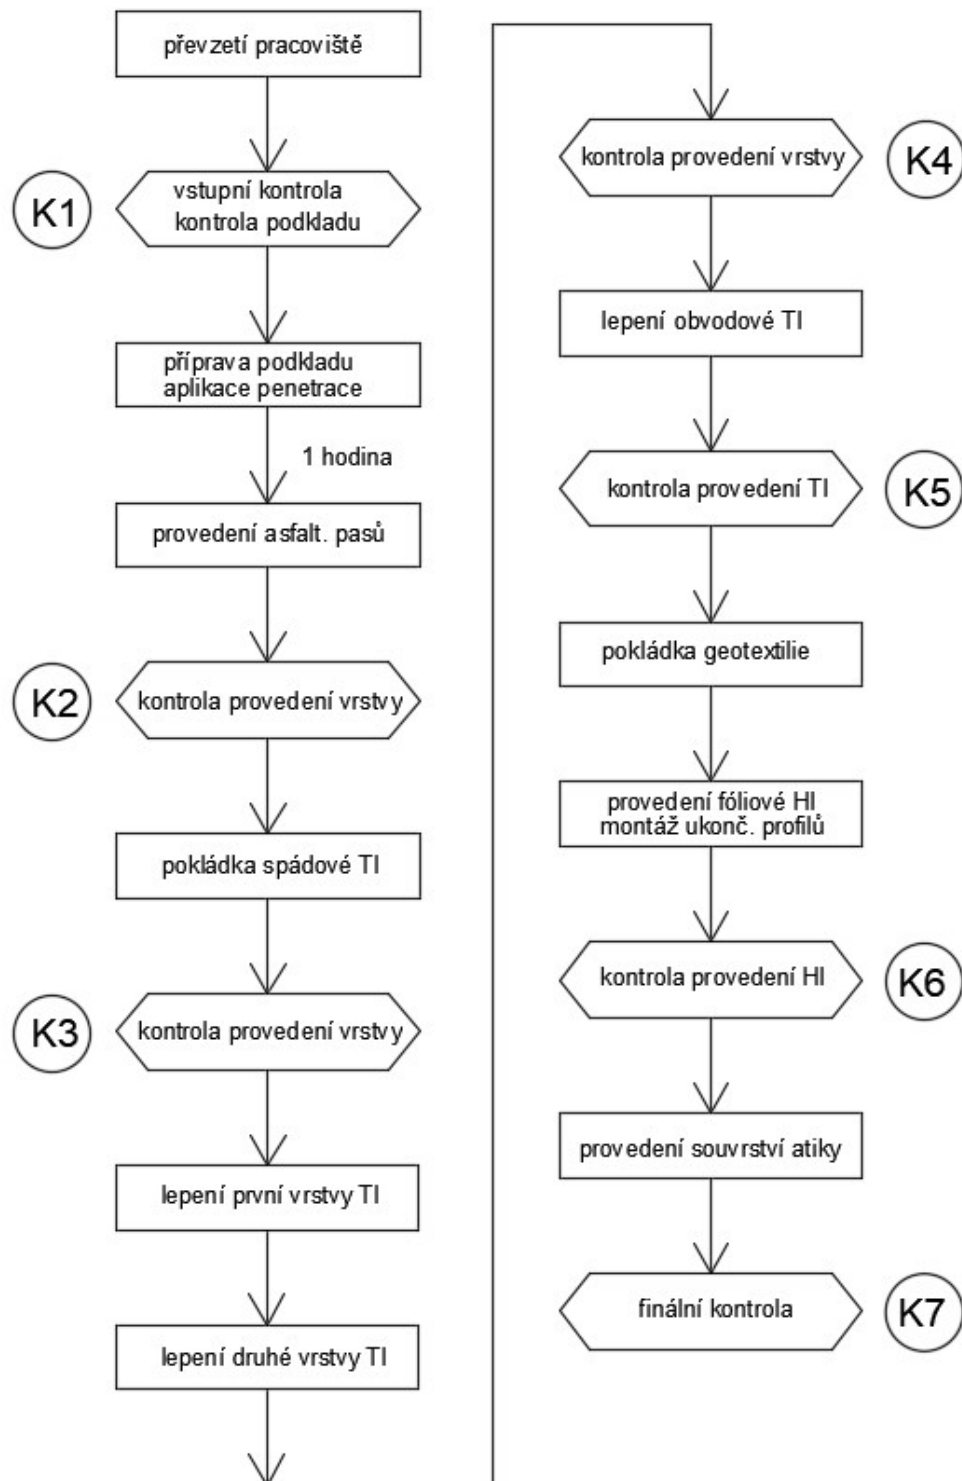 převzetí pracoviště
K1
vstupní kontrola
kontrola podkladu
příprava podkladu
aplikace penetrace
1 hodina
provedení asfalt. pasů
K2
kontrola provedení vrstvy
pokládka spádové TI
K3
kontrola provedení vrstvy
lepení první vrstvy TI
lepení druhé vrstvy TI
kontrola provedení vrstvy
K4
lepení obvodové TI
kontrola provedení TI
K5
pokládka geotextilie
provedení fóliové HI
montáž ukonč. profilů
kontrola provedení HI
K6
provedení souvrství atiky
finální kontrola
K7